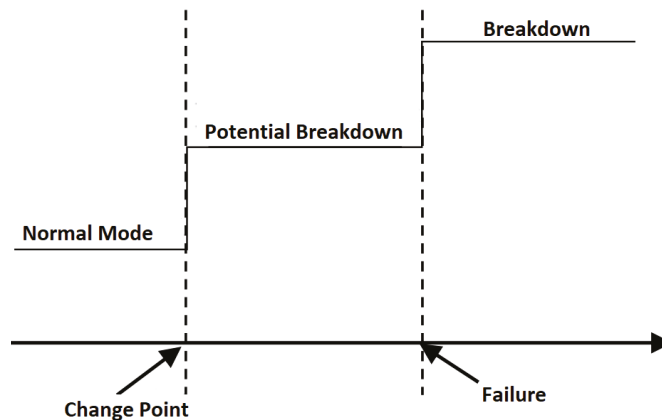 Breakdown
Potential Breakdown
Normal Mode
Failure
Change Point